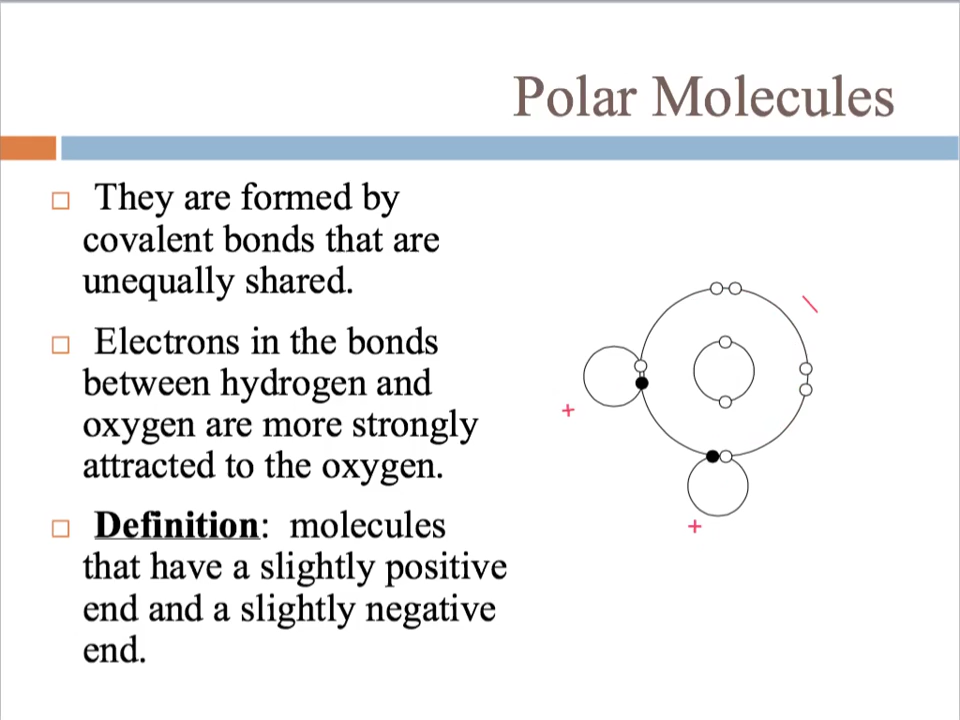 Polar Molecules
They are formed by
covalent bonds that are
unequally shared.
Electrons in the bonds
between hydrogen and
oxygen are more strongly
attracted to the oxygen.
Definition: molecules
that have a slightly positive
end and a slightly negative
end.
+
+